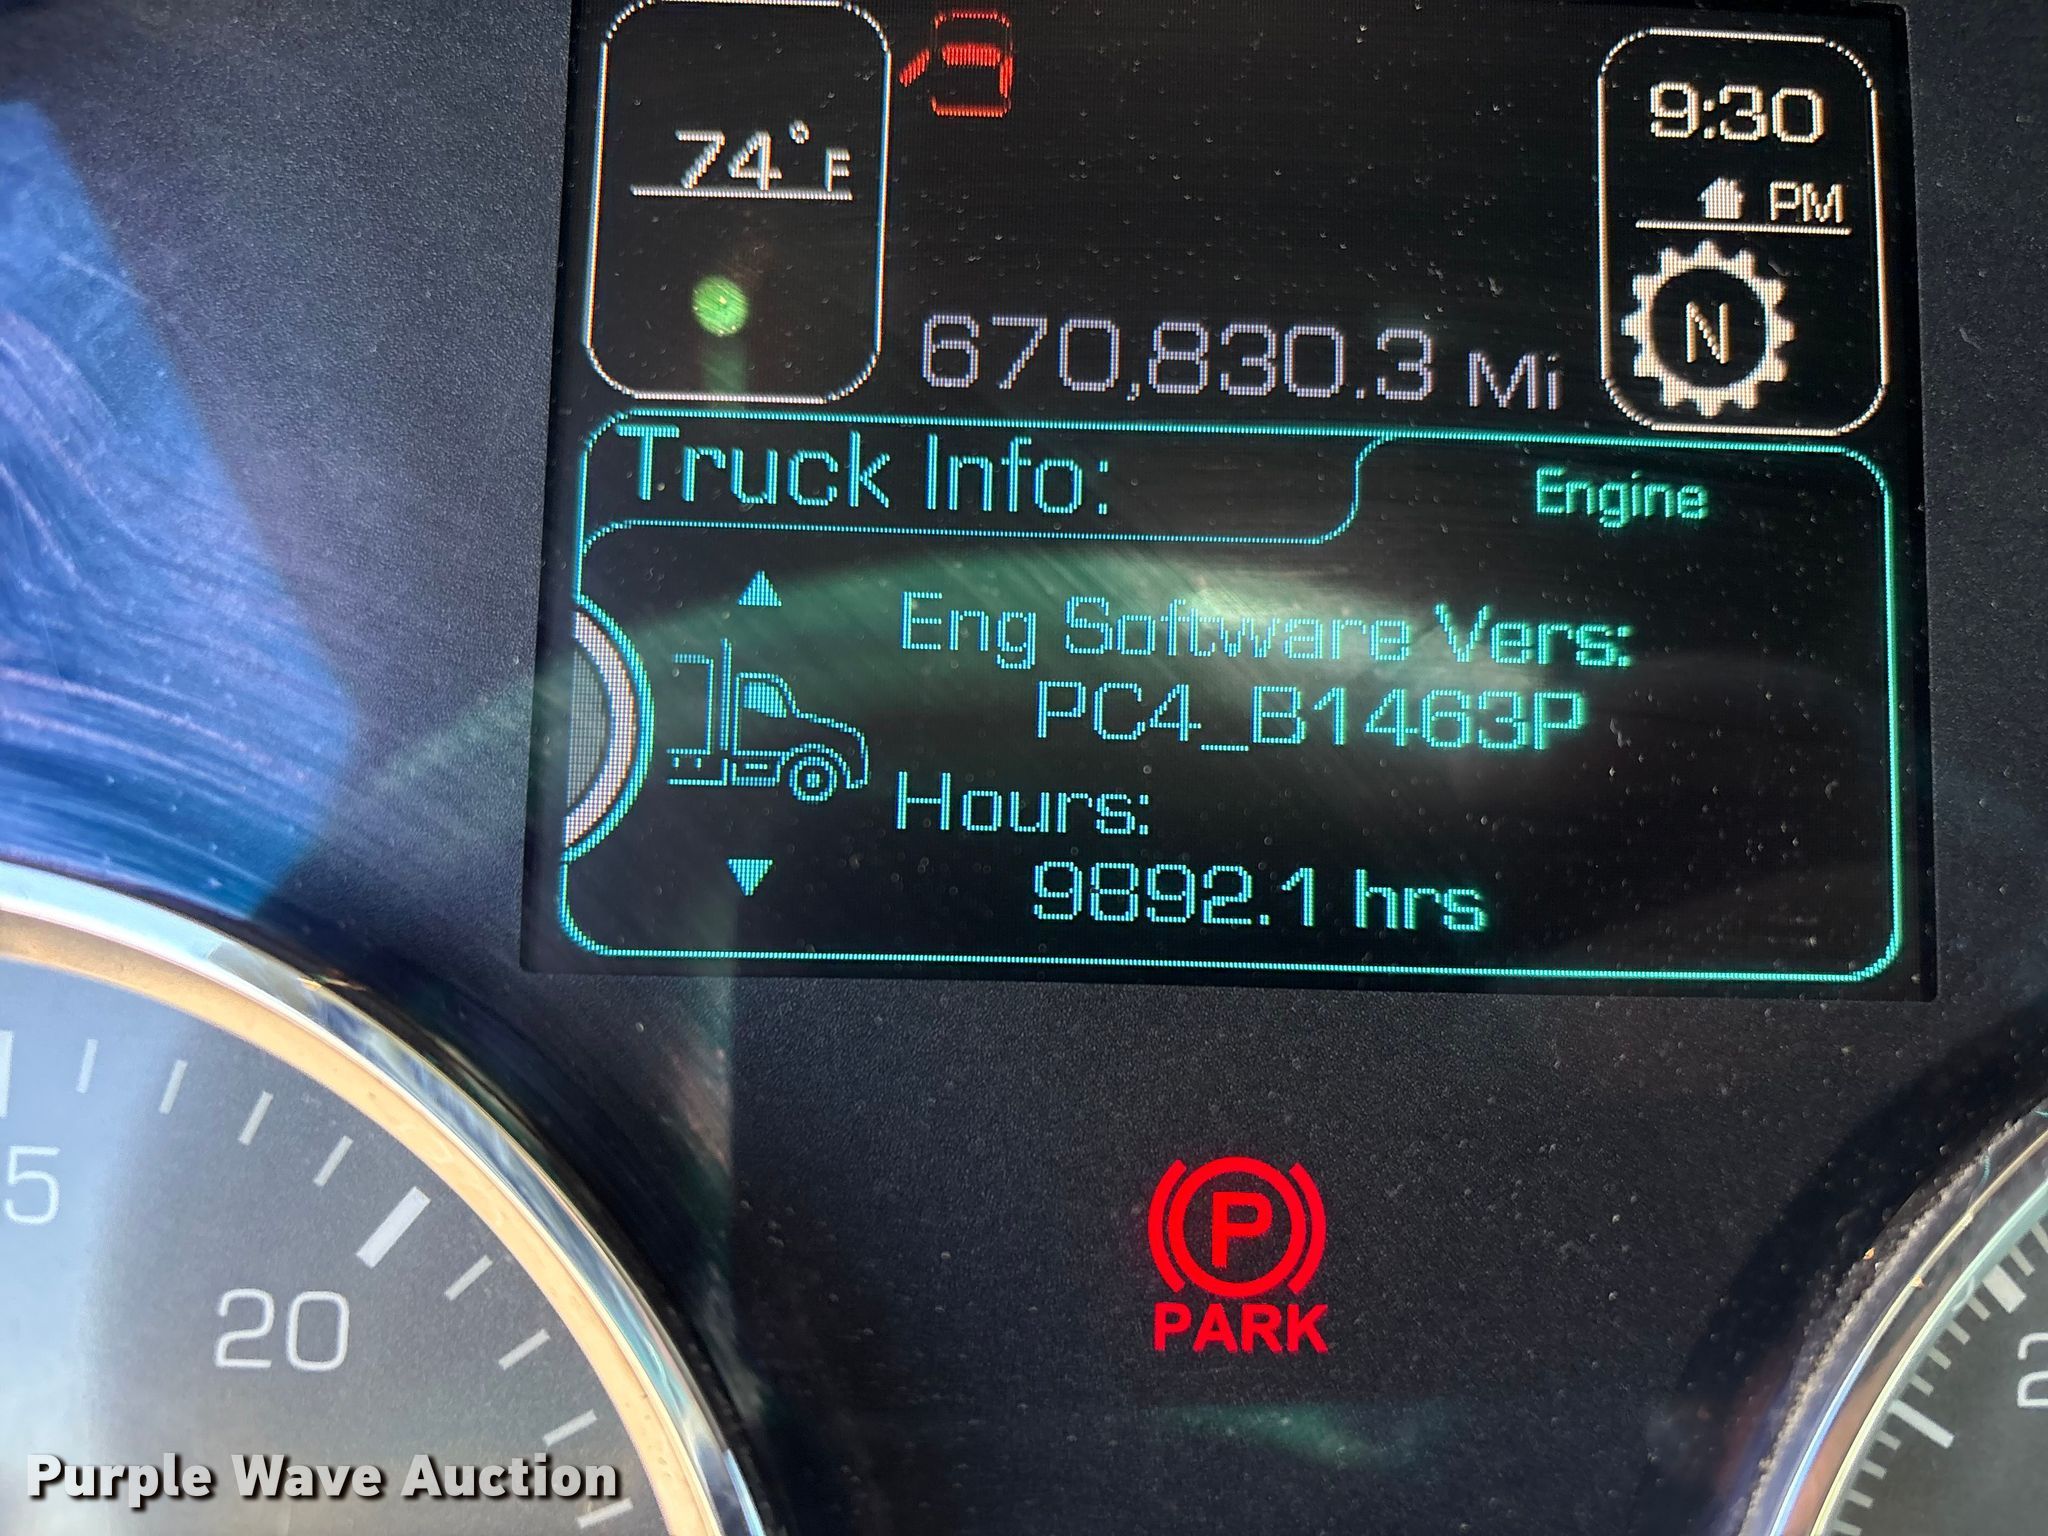 74°F
9:30
PM
N
670,830.3 Mi
Truck Info:
Engine
Eng Software Vers:
PC4_B1463P
Hours:
9892.1 hrs
5
20
P
PARK
Purple Wave Auction